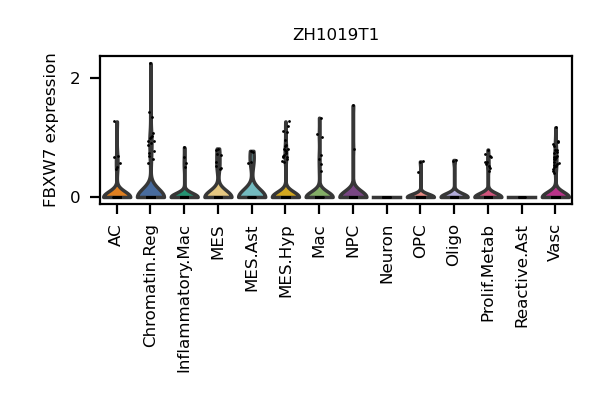 ZH1019T1
FBXW7 expression
2
0
AC
Chromatin.Reg
Inflammatory.Mac
MES
MES.Ast
MES.Hyp
Mac
NPC
Neuron
OPC
Oligo
Prolif.Metab
Reactive.Ast
Vasc